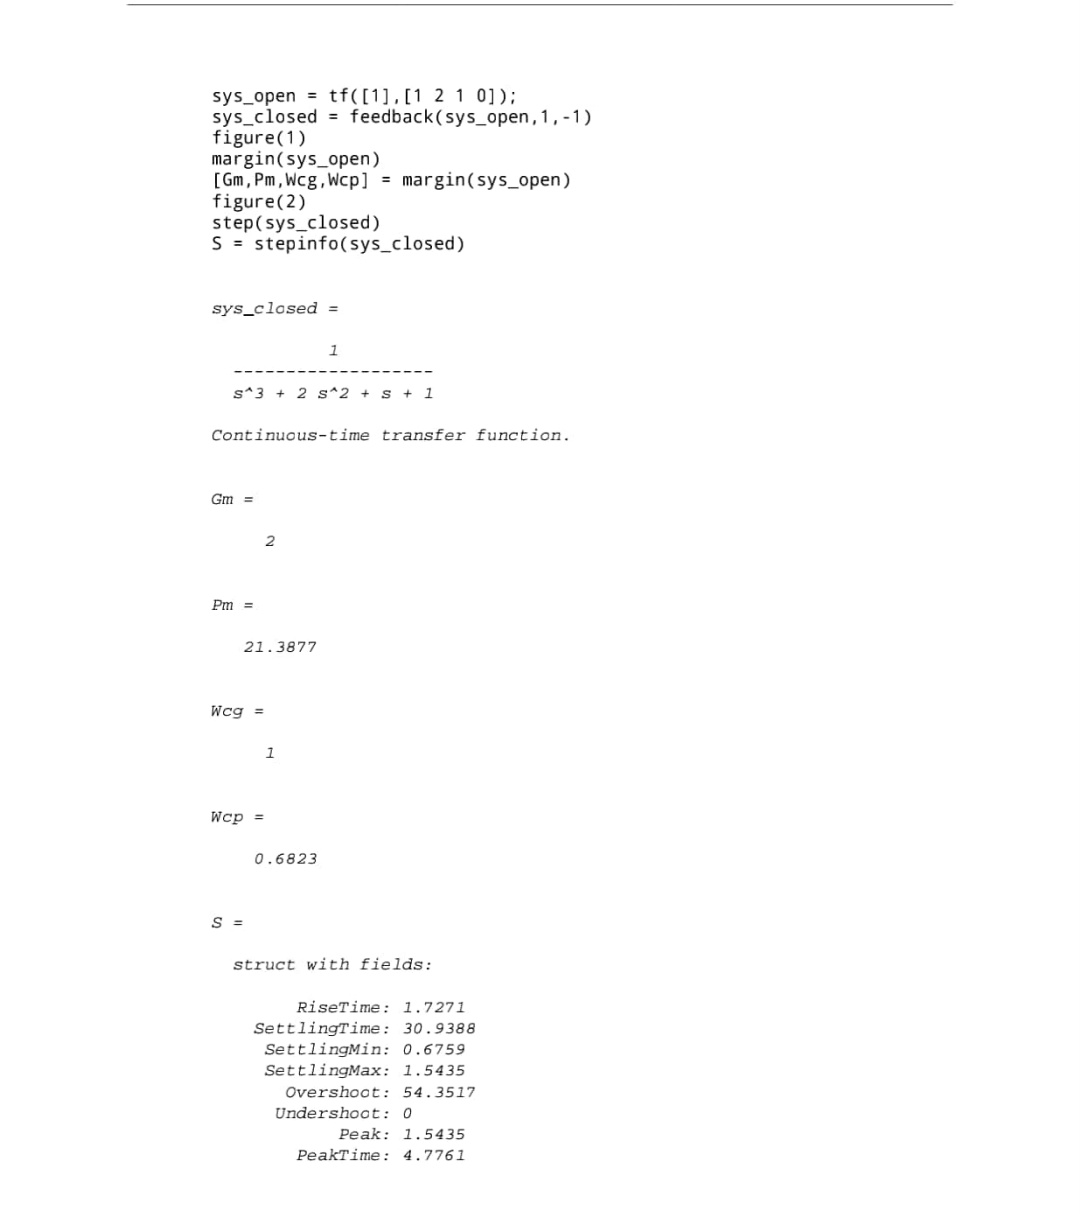 sys_open = tf([1],[1 2 1 0]);
sys_closed = feedback(sys_open,1,-1)
figure(1)
margin(sys_open)
[Gm,Pm,Wcg,Wcp] = margin(sys_open)
figure(2)
step(sys_closed)
S = stepinfo(sys_closed)
sys_closed =
1
-------------------
s^3 + 2 s^2 + s + 1
Continuous-time transfer function.
Gm =
2
Pm =
21.3877
Wcg =
1
Wcp =
0.6823
S =
struct with fields:
RiseTime: 1.7271
SettlingTime: 30.9388
SettlingMin: 0.6759
SettlingMax: 1.5435
Overshoot: 54.3517
Undershoot: 0
Peak: 1.5435
PeakTime: 4.7761